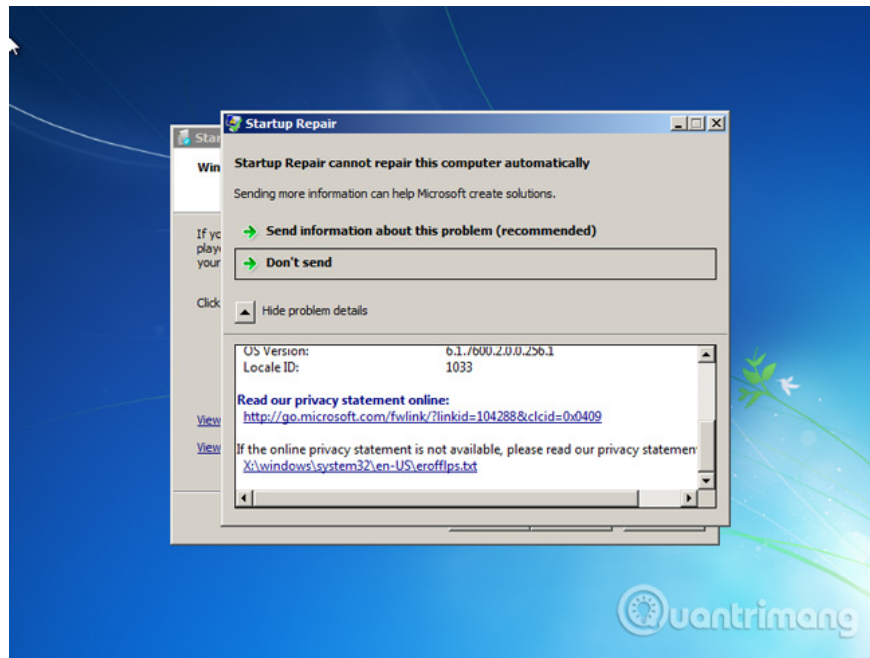 Startup Repair
Star
Win
Startup Repair cannot repair this computer automatically
Sending more information can help Microsoft create solutions.
If yo
play
your
Send information about this problem (recommended)
Don't send
Click
Hide problem details
OS Version: 6.1.7600.2.0.0.256.1
Locale ID: 1033
Read our privacy statement online:
http://go.microsoft.com/fwlink/?linkid=104288&clcid=0x0409
View
View
If the online privacy statement is not available, please read our privacy statemen
X:\windows\system32\en-US\erofflps.txt
Quantrimang